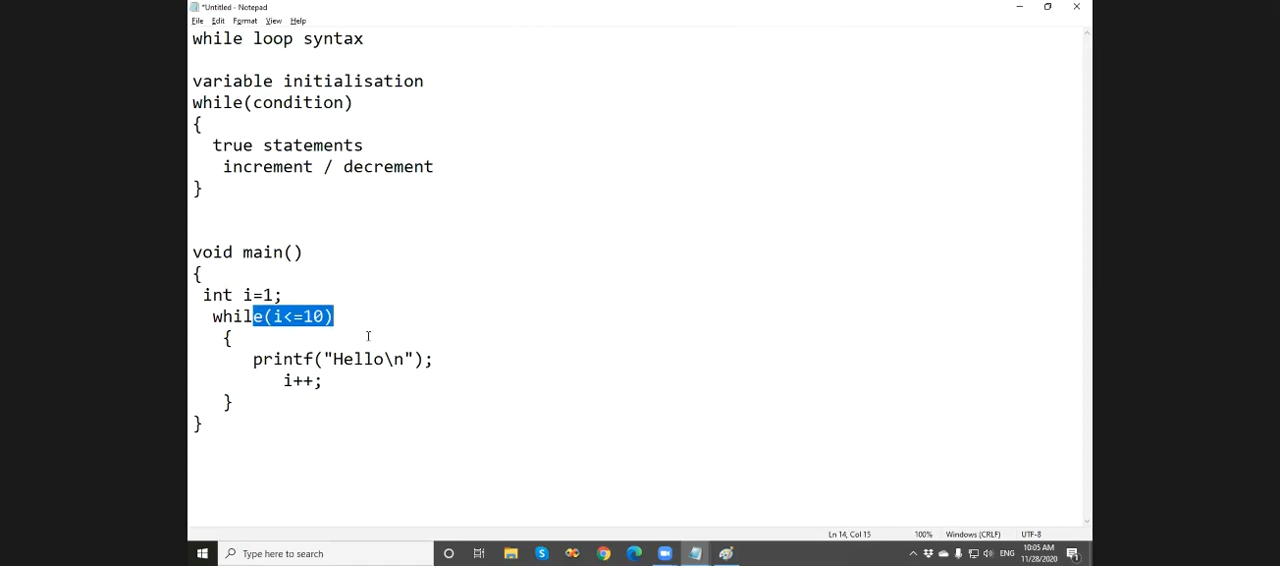 *Untitled - Notepad
File Edit Format View Help
while loop syntax
variable initialisation
while(condition)
{
true statements
increment / decrement
}
void main()
{
int i=1;
while(i<=10)
{
printf("Hello\n");
i++;
}
}
Ln 14, Col 15 100% Windows (CRLF) UTF-8
Type here to search
ENG
10:05 AM
11/28/2020
1